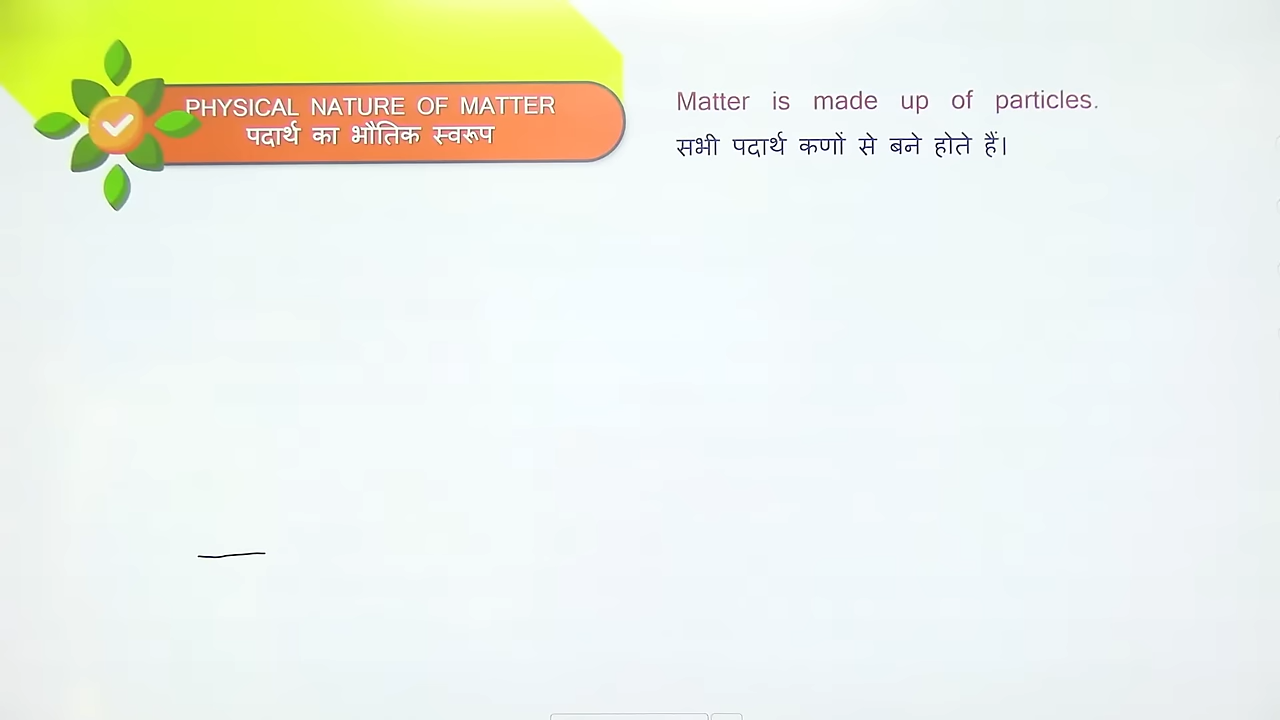 PHYSICAL NATURE OF MATTER
पदार्थ का भौतिक स्वरूप
Matter is made up of particles.
सभी पदार्थ कणों से बने होते हैं।